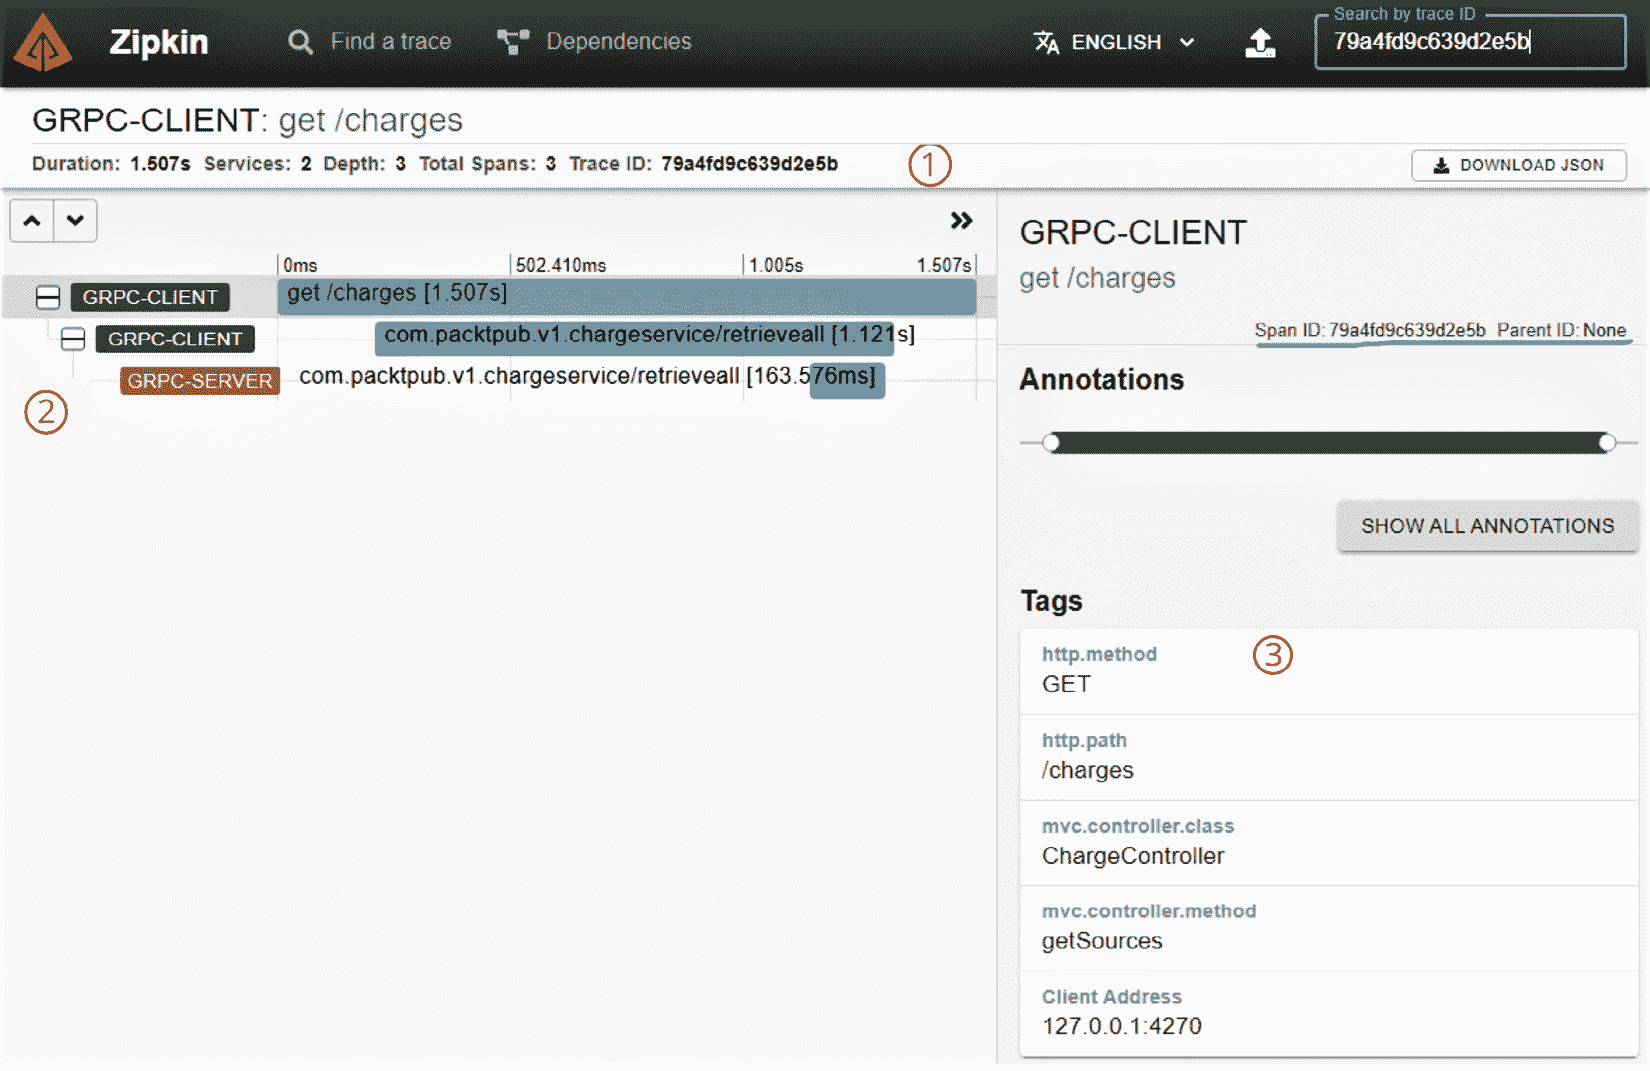 Zipkin
Find a trace
Dependencies
ENGLISH
Search by trace ID
79a4fd9c639d2e5b
GRPC-CLIENT: get /charges
Duration: 1.507s Services: 2 Depth: 3 Total Spans: 3 Trace ID: 79a4fd9c639d2e5b
1
DOWNLOAD JSON
0ms 502.410ms 1.005s 1.507s
GRPC-CLIENT get /charges [1.507s]
GRPC-CLIENT com.packtpub.v1.chargeservice/retrieveall [1.121s]
GRPC-SERVER com.packtpub.v1.chargeservice/retrieveall [163.576ms]
2
GRPC-CLIENT
get /charges
Span ID: 79a4fd9c639d2e5b Parent ID: None
Annotations
SHOW ALL ANNOTATIONS
Tags
3
http.method
GET
http.path
/charges
mvc.controller.class
ChargeController
mvc.controller.method
getSources
Client Address
127.0.0.1:4270